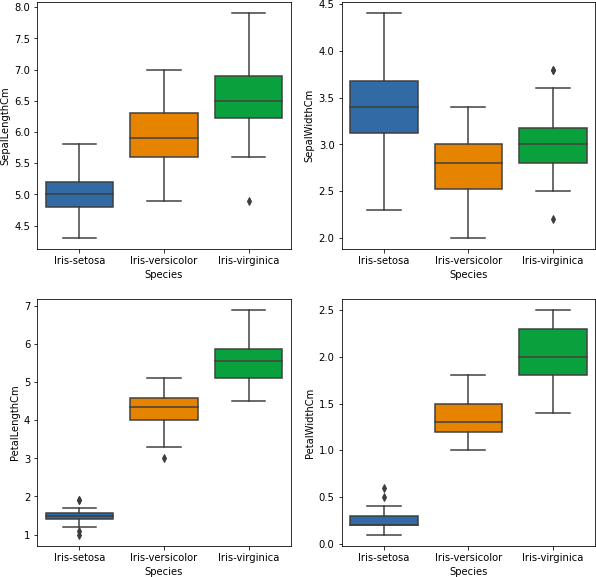 SepalLengthCm
8.0
7.5
7.0
6.5
6.0
5.5
5.0
4.5
Iris-setosa Iris-versicolor Iris-virginica
Species
SepalWidthCm
4.5
4.0
3.5
3.0
2.5
2.0
Iris-setosa Iris-versicolor Iris-virginica
Species
PetalLengthCm
7
6
5
4
3
2
1
Iris-setosa Iris-versicolor Iris-virginica
Species
PetalWidthCm
2.5
2.0
1.5
1.0
0.5
0.0
Iris-setosa Iris-versicolor Iris-virginica
Species